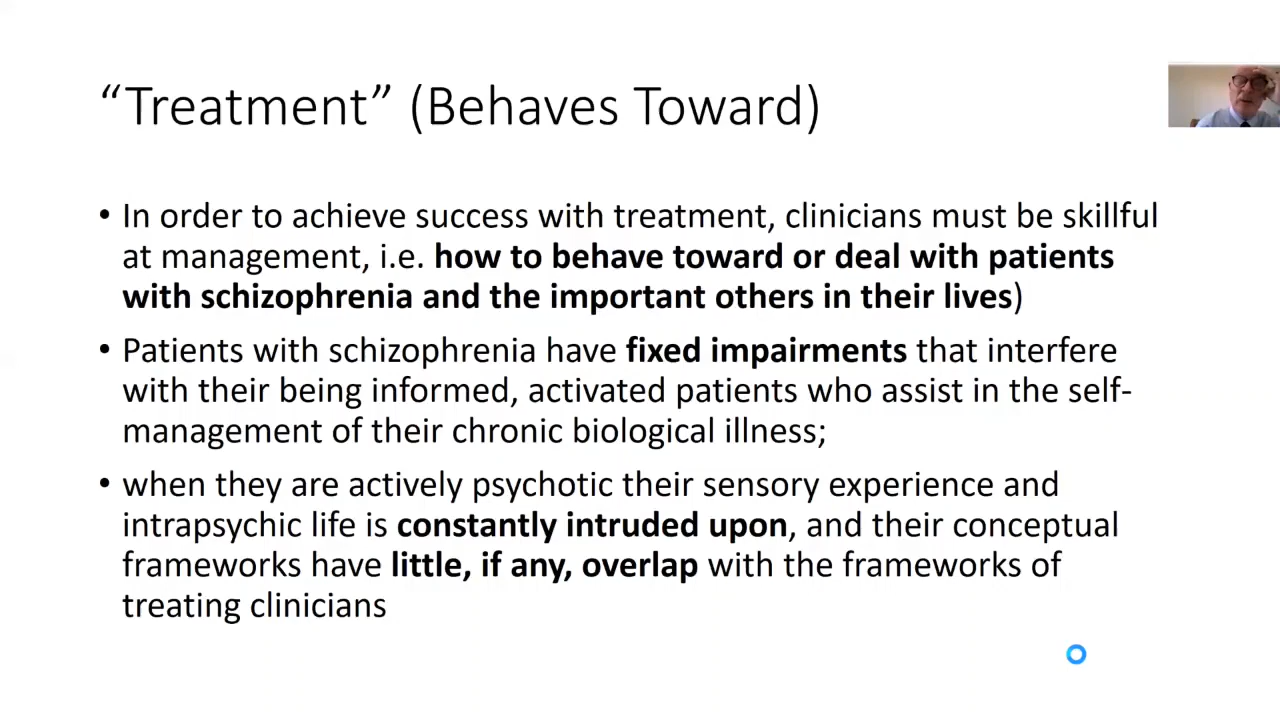 “Treatment” (Behaves Toward)
• In order to achieve success with treatment, clinicians must be skillful
at management, i.e. how to behave toward or deal with patients
with schizophrenia and the important others in their lives)
• Patients with schizophrenia have fixed impairments that interfere
with their being informed, activated patients who assist in the self-
management of their chronic biological illness;
• when they are actively psychotic their sensory experience and
intrapsychic life is constantly intruded upon, and their conceptual
frameworks have little, if any, overlap with the frameworks of
treating clinicians